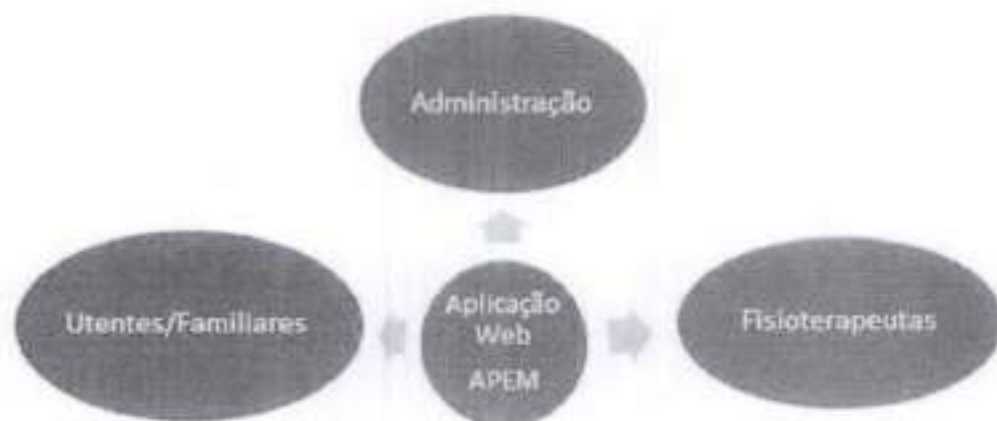 Administração
Utentes/Familiares
Aplicação
Web
APEM
Fisioterapeutas